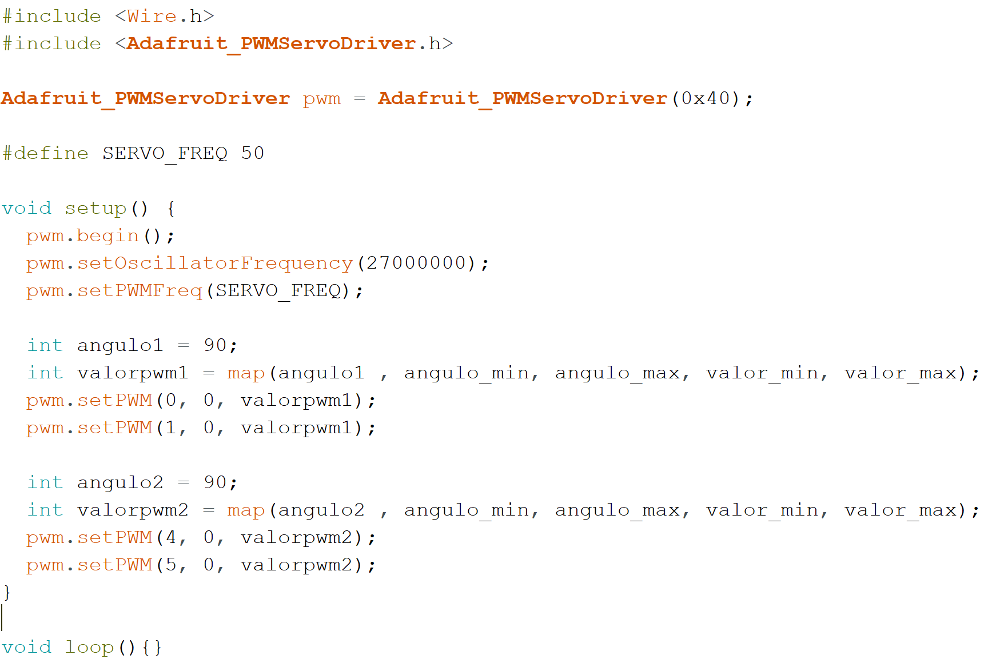 #include <Wire.h>
#include <Adafruit_PWMServoDriver.h>
Adafruit_PWMServoDriver pwm = Adafruit_PWMServoDriver(0x40);
#define SERVO_FREQ 50
void setup() {
  pwm.begin();
  pwm.setOscillatorFrequency(27000000);
  pwm.setPWMFreq(SERVO_FREQ);
  int angulo1 = 90;
  int valorpwm1 = map(angulo1 , angulo_min, angulo_max, valor_min, valor_max);
  pwm.setPWM(0, 0, valorpwm1);
  pwm.setPWM(1, 0, valorpwm1);
  int angulo2 = 90;
  int valorpwm2 = map(angulo2 , angulo_min, angulo_max, valor_min, valor_max);
  pwm.setPWM(4, 0, valorpwm2);
  pwm.setPWM(5, 0, valorpwm2);
}
void loop(){}